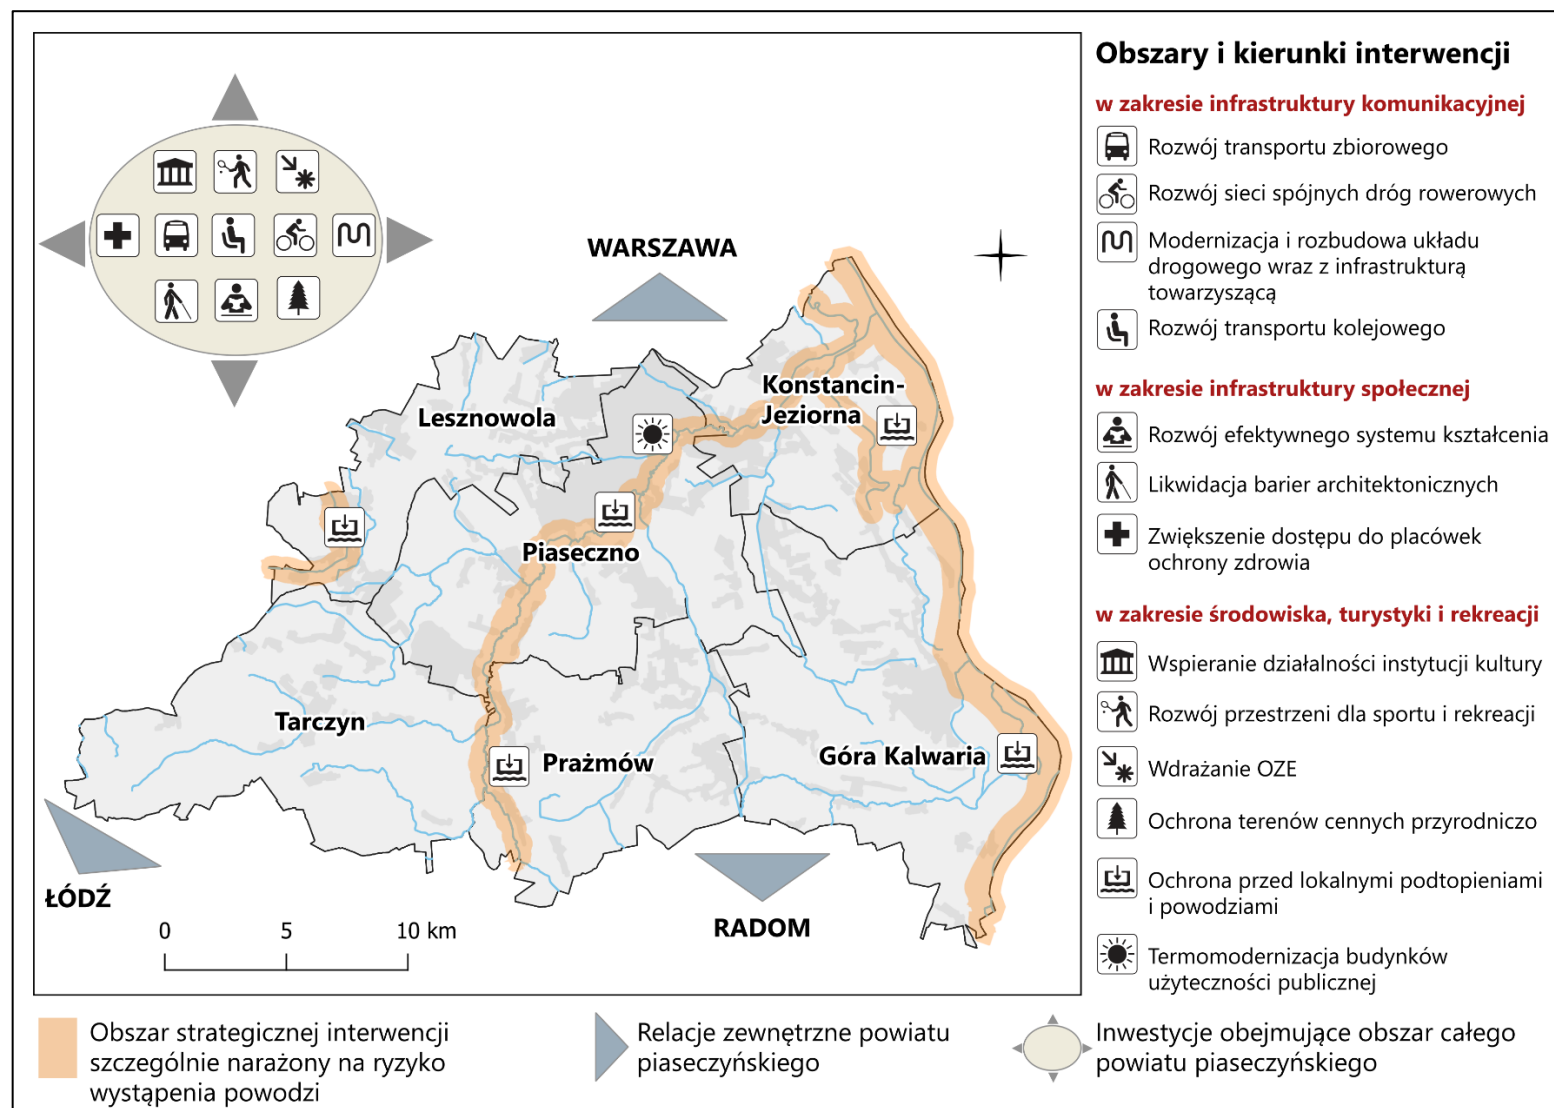 WARSZAWA
Konstancin-
Jeziorna
Lesznowola
Piaseczno
Tarczyn
Prażmów
Góra Kalwaria
ŁÓDŹ
RADOM
0 5 10 km
Obszary i kierunki interwencji
w zakresie infrastruktury komunikacyjnej
Rozwój transportu zbiorowego
Rozwój sieci spójnych dróg rowerowych
Modernizacja i rozbudowa układu
drogowego wraz z infrastrukturą
towarzyszącą
Rozwój transportu kolejowego
w zakresie infrastruktury społecznej
Rozwój efektywnego systemu kształcenia
Likwidacja barier architektonicznych
Zwiększenie dostępu do placówek
ochrony zdrowia
w zakresie środowiska, turystyki i rekreacji
Wspieranie działalności instytucji kultury
Rozwój przestrzeni dla sportu i rekreacji
Wdrażanie OZE
Ochrona terenów cennych przyrodniczo
Ochrona przed lokalnymi podtopieniami
i powodziami
Termomodernizacja budynków
użyteczności publicznej
Obszar strategicznej interwencji
szczególnie narażony na ryzyko
wystąpenia powodzi
Relacje zewnętrzne powiatu
piaseczyńskiego
Inwestycje obejmujące obszar całego
powiatu piaseczyńskiego